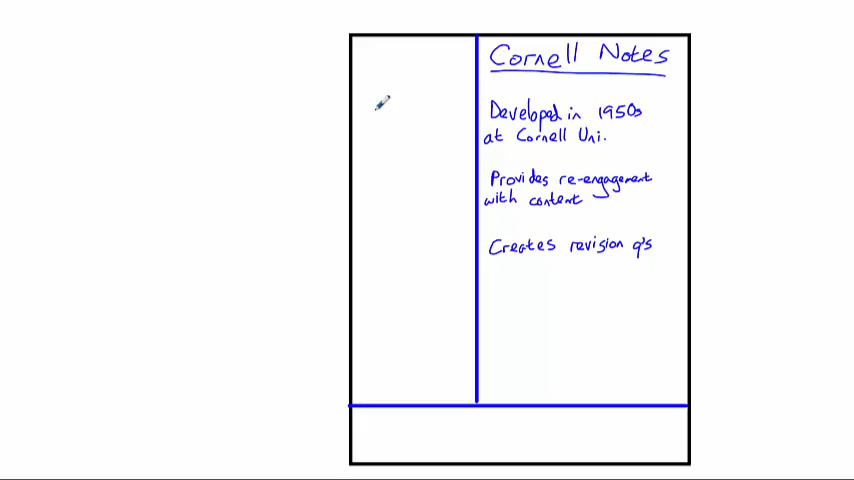 Cornell Notes
Developed in 1950s
at Cornell Uni.
Provides re-engagement
with content
Creates revision q's